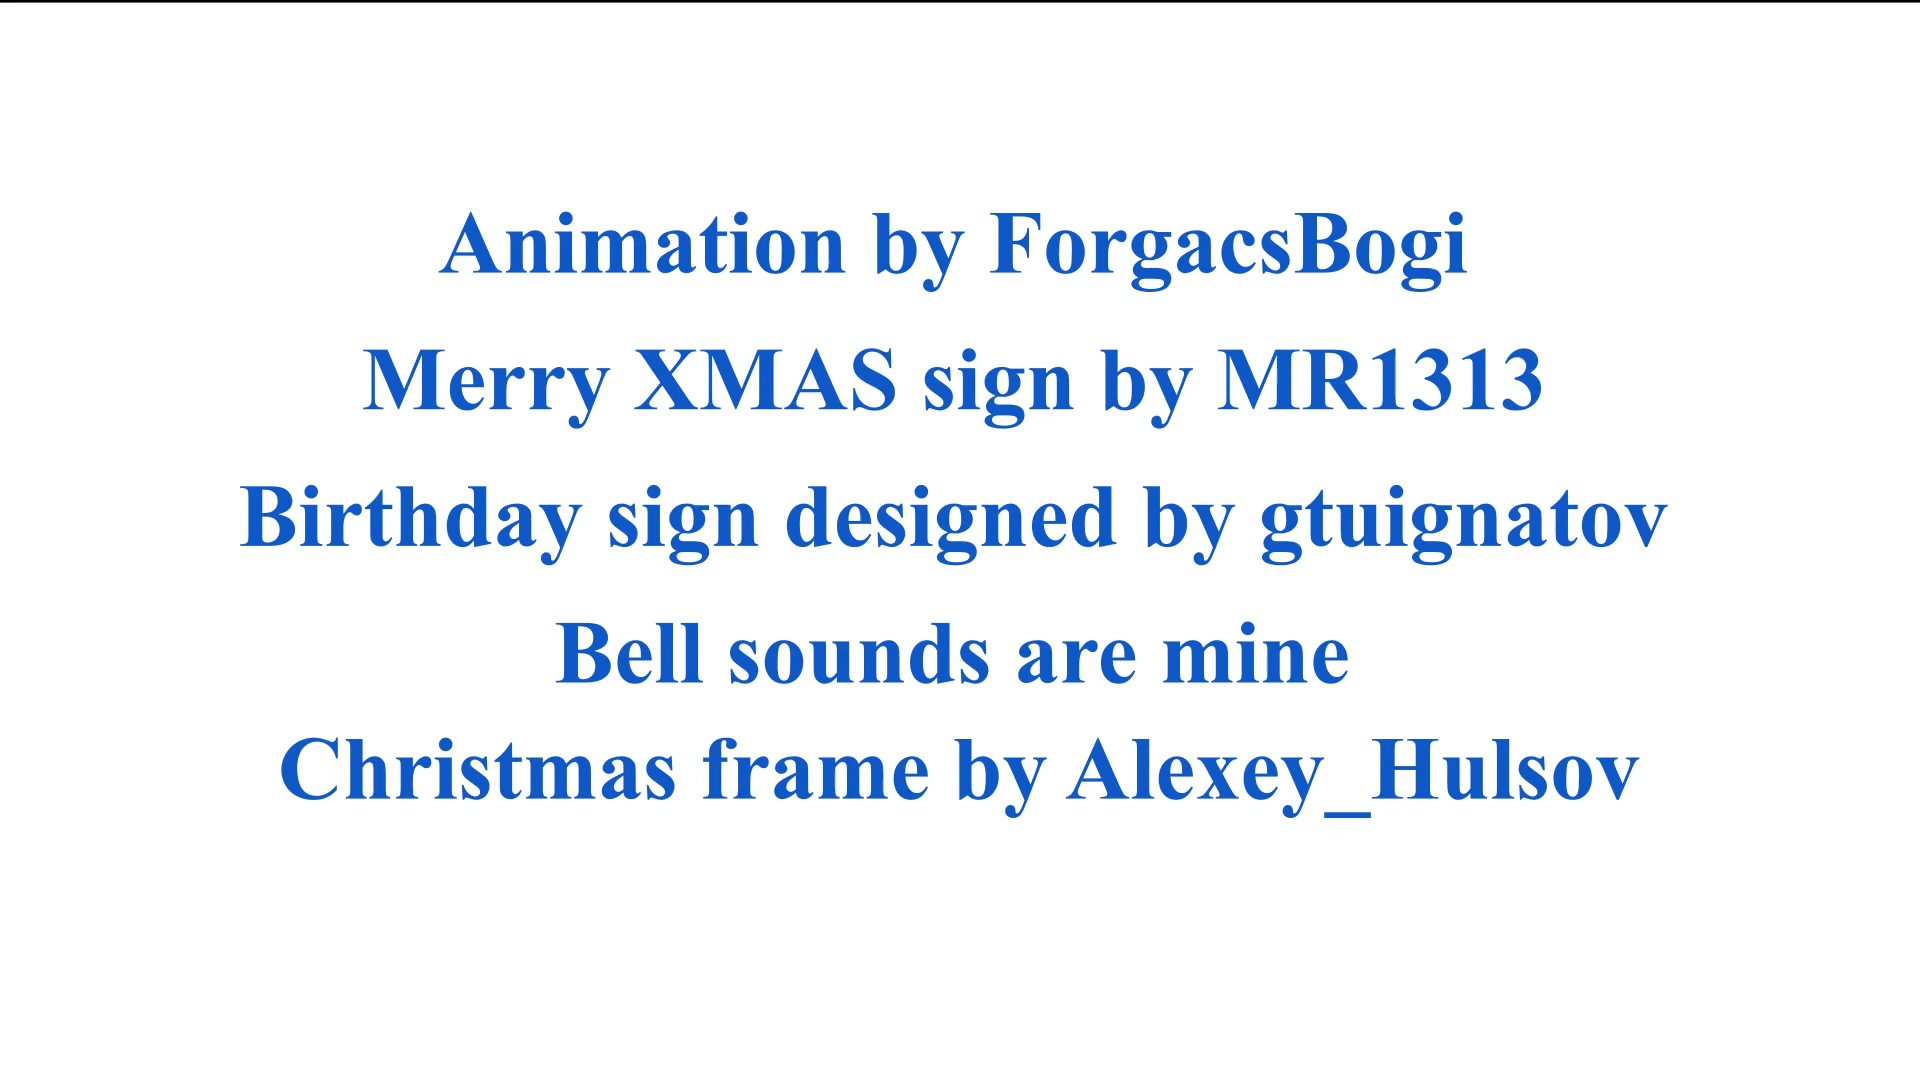 Animation by ForgacsBogi
Merry XMAS sign by MR1313
Birthday sign designed by gtuignatov
Bell sounds are mine
Christmas frame by Alexey_Hulsov